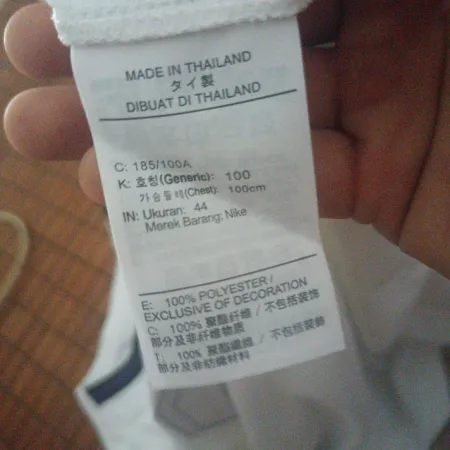 MADE IN THAILAND
タイ製
DIBUAT DI THAILAND
C: 185/100A
K: 호칭(Generic): 100
가슴둘레(Chest): 100cm
IN: Ukuran: 44
Merek Barang: Nike
E: 100% POLYESTER /
EXCLUSIVE OF DECORATION
C: 100% 聚酯纤维 / 不包括装饰
部分及非纤维物质
T: 100% 聚酯纖維 / 不包括裝飾
部分及非紡織材料